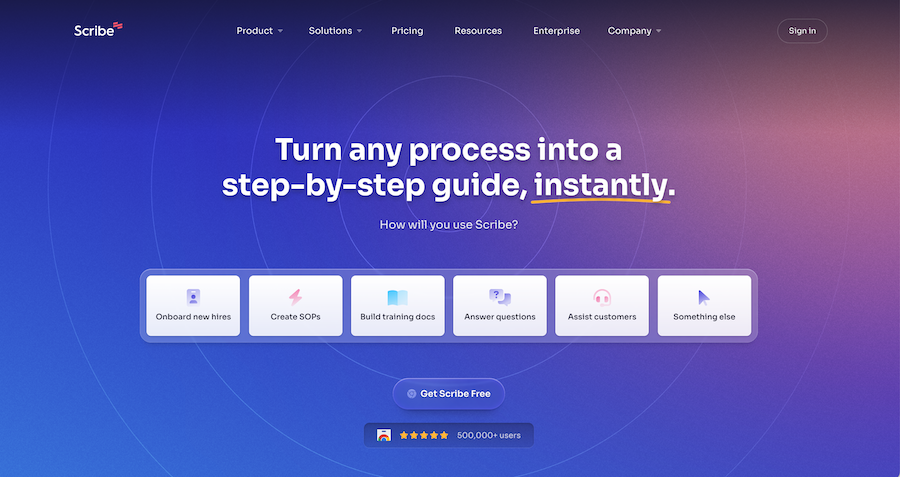 Scribe
Product
Solutions
Pricing
Resources
Enterprise
Company
Sign in
Turn any process into a
step-by-step guide, instantly.
How will you use Scribe?
Onboard new hires
Create SOPs
Build training docs
Answer questions
Assist customers
Something else
Get Scribe Free
500,000+ users